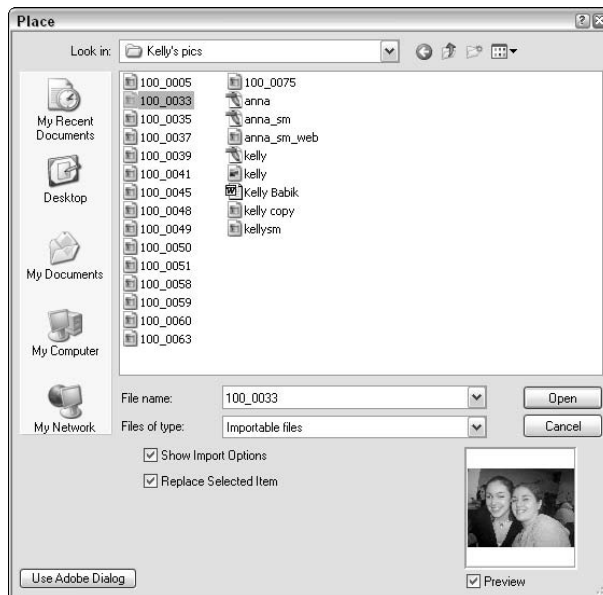 Place
Look in: Kelly's pics
My Recent
Documents
Desktop
My Documents
My Computer
My Network
100_0005
100_0033
100_0035
100_0037
100_0039
100_0041
100_0045
100_0048
100_0049
100_0050
100_0051
100_0058
100_0059
100_0060
100_0063
100_0075
anna
anna_sm
anna_sm_web
kelly
kelly
Kelly Babik
kelly copy
kellysm
File name: 100_0033 Open
Files of type: Importable files Cancel
Show Import Options
Replace Selected Item
Use Adobe Dialog
Preview